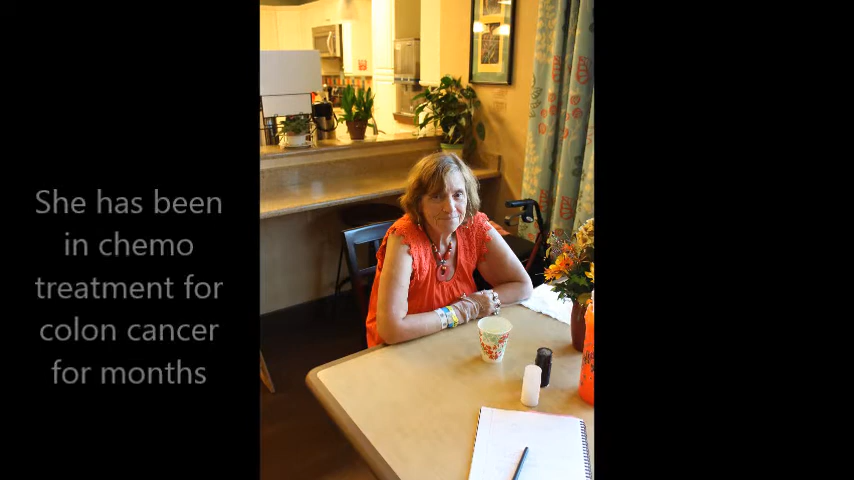 She has been
in chemo
treatment for
colon cancer
for months